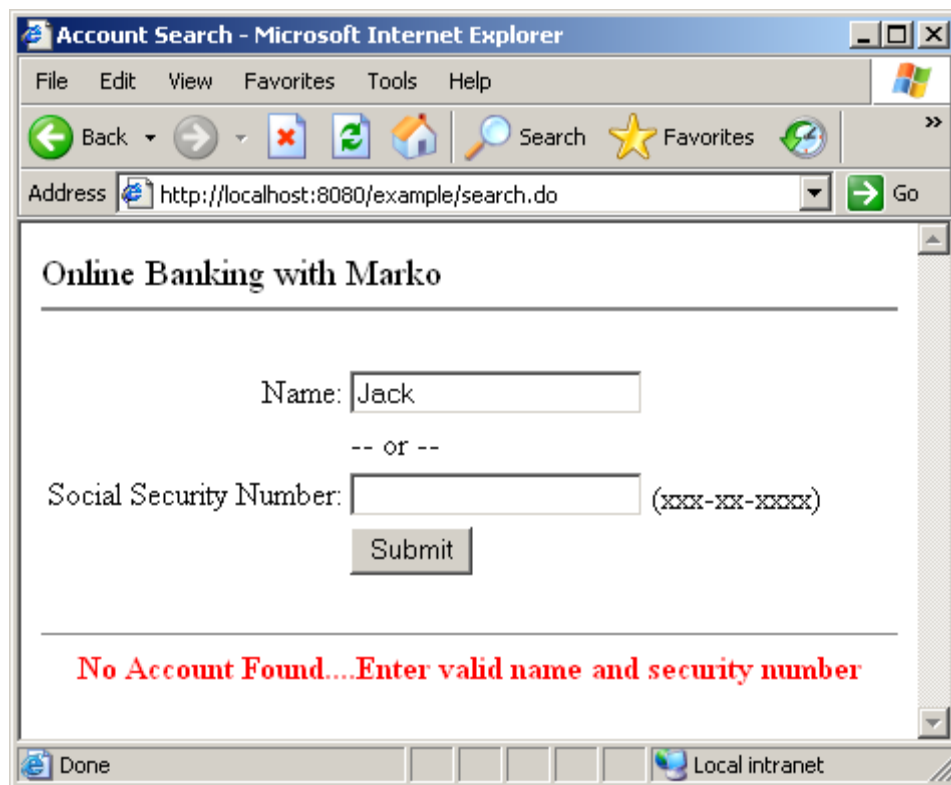 Account Search - Microsoft Internet Explorer
File Edit View Favorites Tools Help
Back Search Favorites »
Address http://localhost:8080/example/search.do Go
Online Banking with Marko
Name: Jack
-- or --
Social Security Number: (xxx-xx-xxxx)
Submit
No Account Found....Enter valid name and security number
Done Local intranet